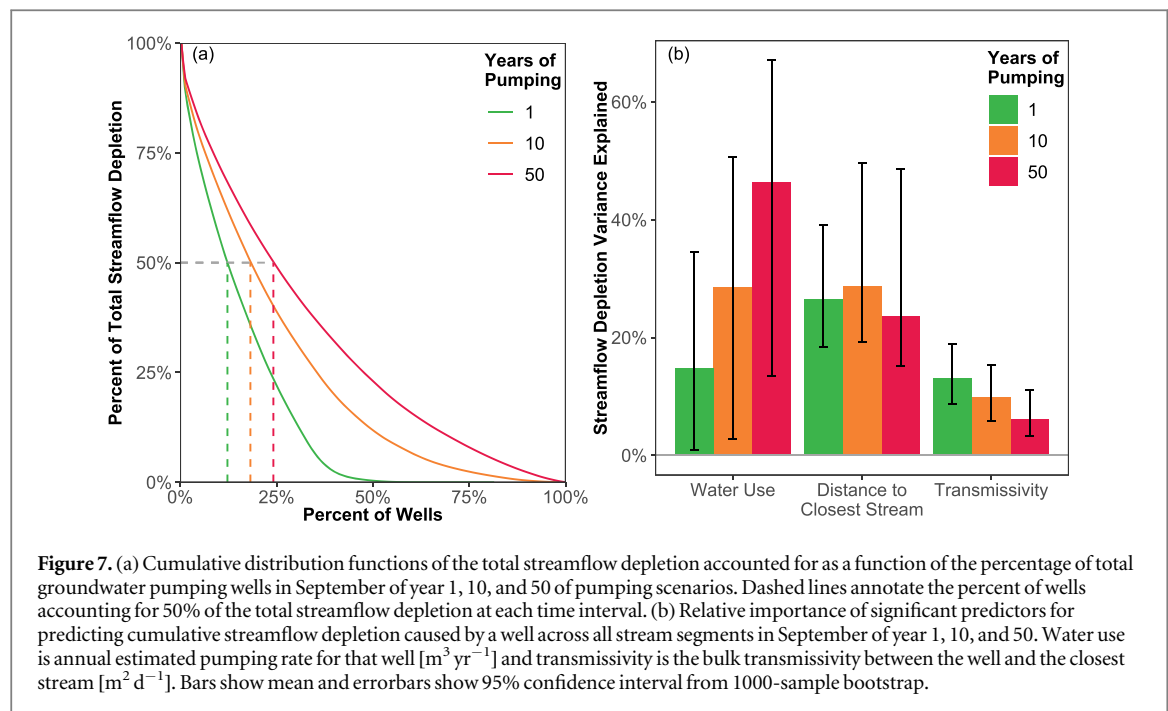 100%
75%
50%
25%
0%
Percent of Total Streamflow Depletion
(a)
Years of
Pumping
1
10
50
0%
25%
50%
75%
100%
Percent of Wells
60%
40%
20%
0%
Streamflow Depletion Variance Explained
(b)
Years of
Pumping
1
10
50
Water Use
Distance to
Closest Stream
Transmissivity
Figure 7. (a) Cumulative distribution functions of the total streamflow depletion accounted for as a function of the percentage of total
groundwater pumping wells in September of year 1, 10, and 50 of pumping scenarios. Dashed lines annotate the percent of wells
accounting for 50% of the total streamflow depletion at each time interval. (b) Relative importance of significant predictors for
predicting cumulative streamflow depletion caused by a well across all stream segments in September of year 1, 10, and 50. Water use
is annual estimated pumping rate for that well [m³ yr⁻¹] and transmissivity is the bulk transmissivity between the well and the closest
stream [m² d⁻¹]. Bars show mean and errorbars show 95% confidence interval from 1000-sample bootstrap.